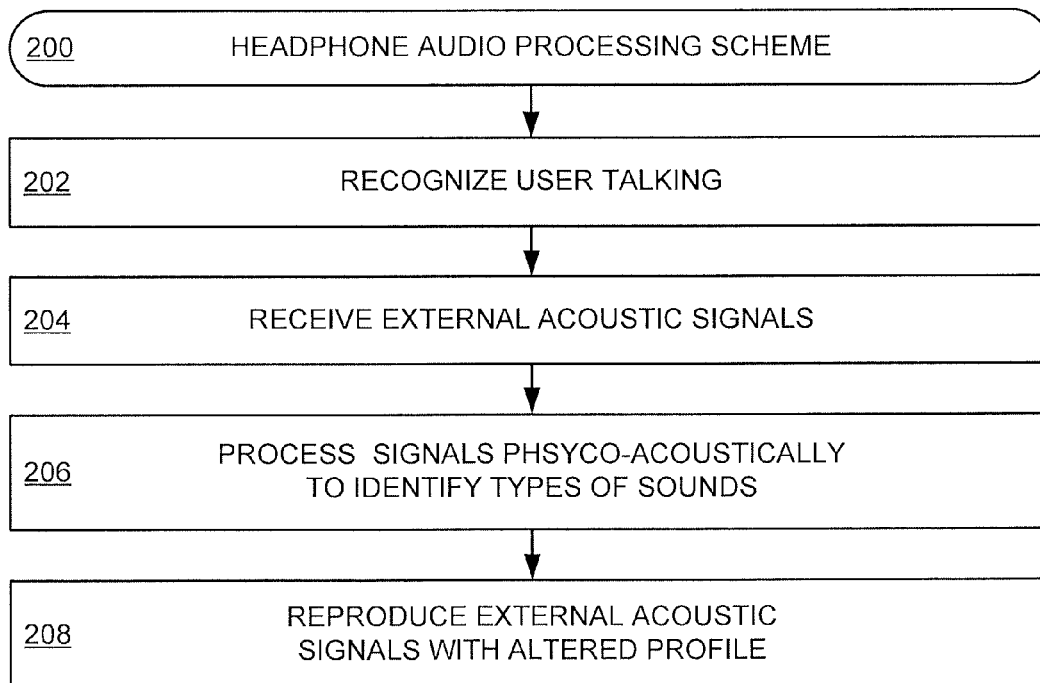 200 HEADPHONE AUDIO PROCESSING SCHEME
202 RECOGNIZE USER TALKING
204 RECEIVE EXTERNAL ACOUSTIC SIGNALS
206 PROCESS SIGNALS PHSYCO-ACOUSTICALLY
TO IDENTIFY TYPES OF SOUNDS
208 REPRODUCE EXTERNAL ACOUSTIC
SIGNALS WITH ALTERED PROFILE